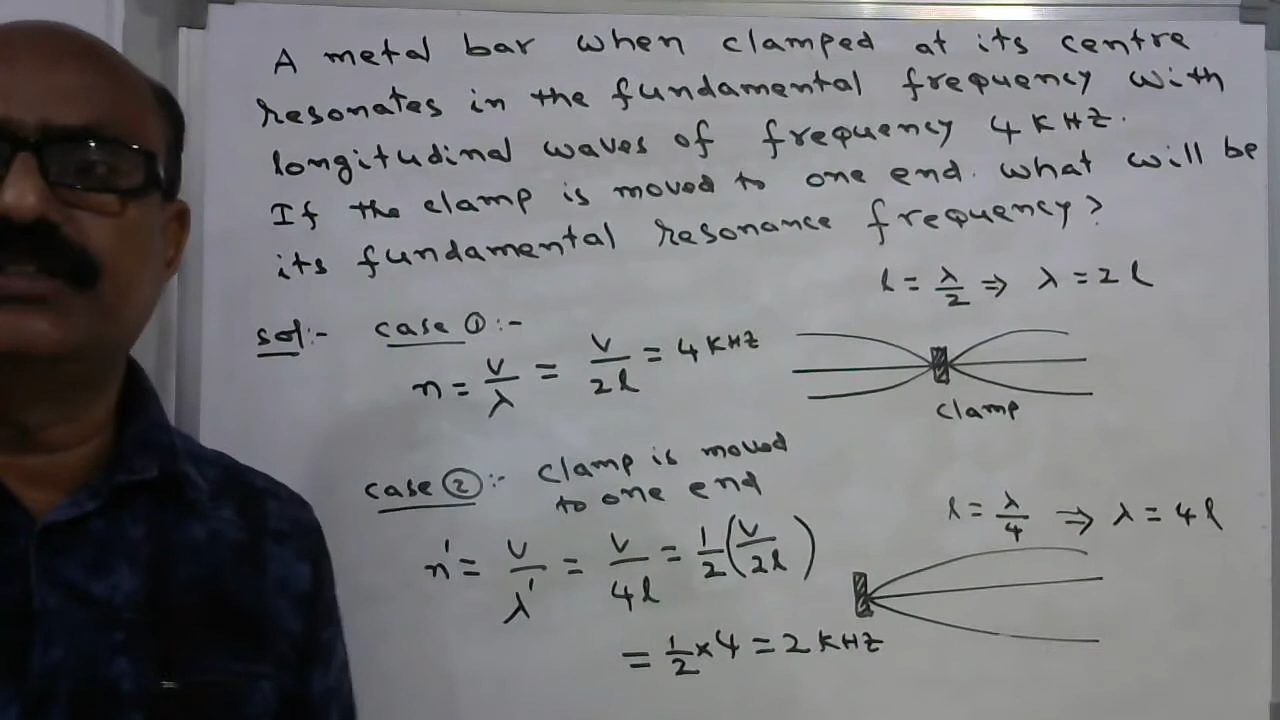 A metal bar when clamped at its centre
resonates in the fundamental frequency with
longitudinal waves of frequency 4 KHZ.
If the clamp is moved to one end. what will be
its fundamental resonance frequency?
l = λ/2 ⇒ λ = 2l
Sol:- case ①:-
n = v/λ = v/2l = 4 KHZ
clamp
case ②:- clamp is moved
to one end
l = λ/4 ⇒ λ = 4l
n' = v/λ' = v/4l = 1/2 (v/2l)
= 1/2 × 4 = 2 KHZ